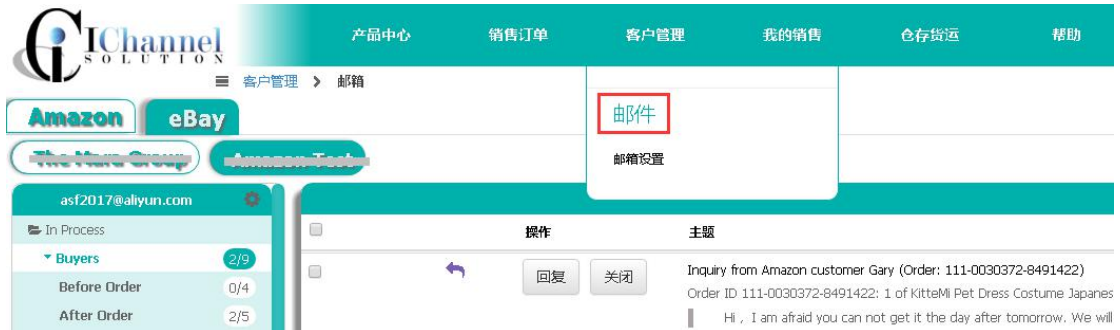 IChannel
SOLUTION
产品中心 销售订单 客户管理 我的销售 仓存货运 帮助
客户管理 > 邮箱
Amazon eBay
邮件
The Mara Group Amazon Test
邮箱设置
asf2017@aliyun.com
In Process
操作 主题
Buyers 2/9
回复 关闭 Inquiry from Amazon customer Gary (Order: 111-0030372-8491422)
Before Order 0/4
Order ID 111-0030372-8491422: 1 of KitteMi Pet Dress Costume Japanes
After Order 2/5
Hi , I am afraid you can not get it the day after tomorrow. We will